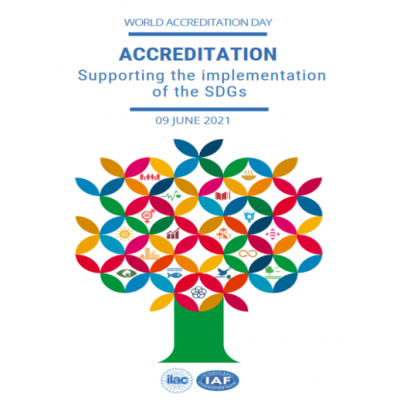 WORLD ACCREDITATION DAY
ACCREDITATION
Supporting the implementation
of the SDGs
09 JUNE 2021
ilac
IAF